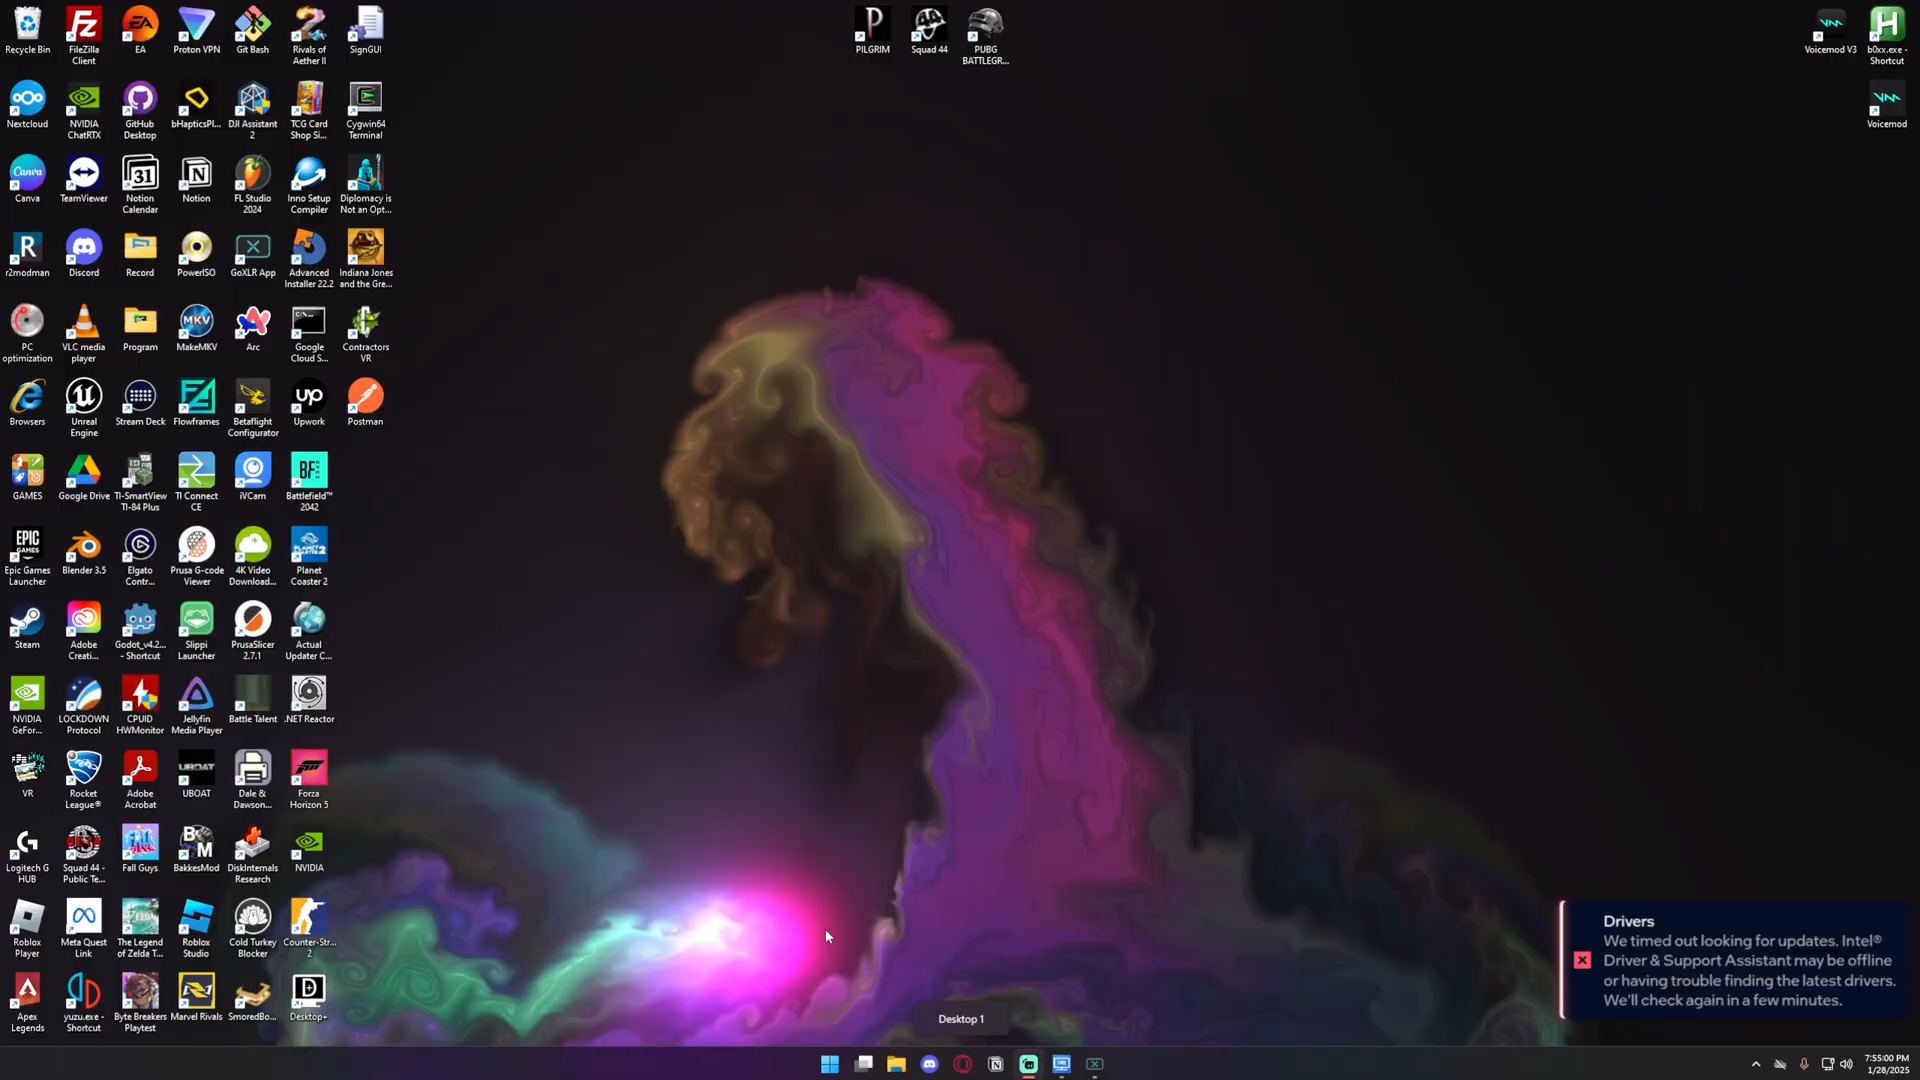 Recycle Bin
FileZilla
Client
EA
Proton VPN
Git Bash
Rivals of
Aether II
SignGUI
PILGRIM
Squad 44
PUBG
BATTLEGR...
Voicemod V3
b0xx.exe -
Shortcut
Nextcloud
NVIDIA
ChatRTX
GitHub
Desktop
bHapticsPl...
DJI Assistant
2
TCG Card
Shop Si...
Cygwin64
Terminal
Voicemod
Canva
TeamViewer
Notion
Calendar
Notion
FL Studio
2024
Inno Setup
Compiler
Diplomacy is
Not an Opt...
r2modman
Discord
Record
PowerISO
GoXLR App
Advanced
Installer 22.2
Indiana Jones
and the Gre...
PC
optimization
VLC media
player
Program
MakeMKV
Arc
Google
Cloud S...
Contractors
VR
Browsers
Unreal
Engine
Stream Deck
Flowframes
Betaflight
Configurator
Upwork
Postman
GAMES
Google Drive
TI-SmartView
TI-84 Plus
TI Connect
CE
iVCam
Battlefield™
2042
Epic Games
Launcher
Blender 3.5
Elgato
Contr...
Prusa G-code
Viewer
4K Video
Download...
Planet
Coaster 2
Steam
Adobe
Creati...
Godot_v4.2...
- Shortcut
Slippi
Launcher
PrusaSlicer
2.7.1
Actual
Updater C...
NVIDIA
GeFor...
LOCKDOWN
Protocol
CPUID
HWMonitor
Jellyfin
Media Player
Battle Talent
.NET Reactor
VR
Rocket
League®
Adobe
Acrobat
UBOAT
Dale &
Dawson...
Forza
Horizon 5
Logitech G
HUB
Squad 44 -
Public Te...
Fall Guys
BakkesMod
DiskInternals
Research
NVIDIA
Roblox
Player
Meta Quest
Link
The Legend
of Zelda T...
Roblox
Studio
Cold Turkey
Blocker
Counter-Str...
2
Apex
Legends
yuzu.exe -
Shortcut
Byte Breakers
Playtest
Marvel Rivals
SmoredBo...
Desktop+
Drivers
We timed out looking for updates. Intel®
Driver & Support Assistant may be offline
or having trouble finding the latest drivers.
We'll check again in a few minutes.
Desktop 1
7:55:00 PM
1/28/2025